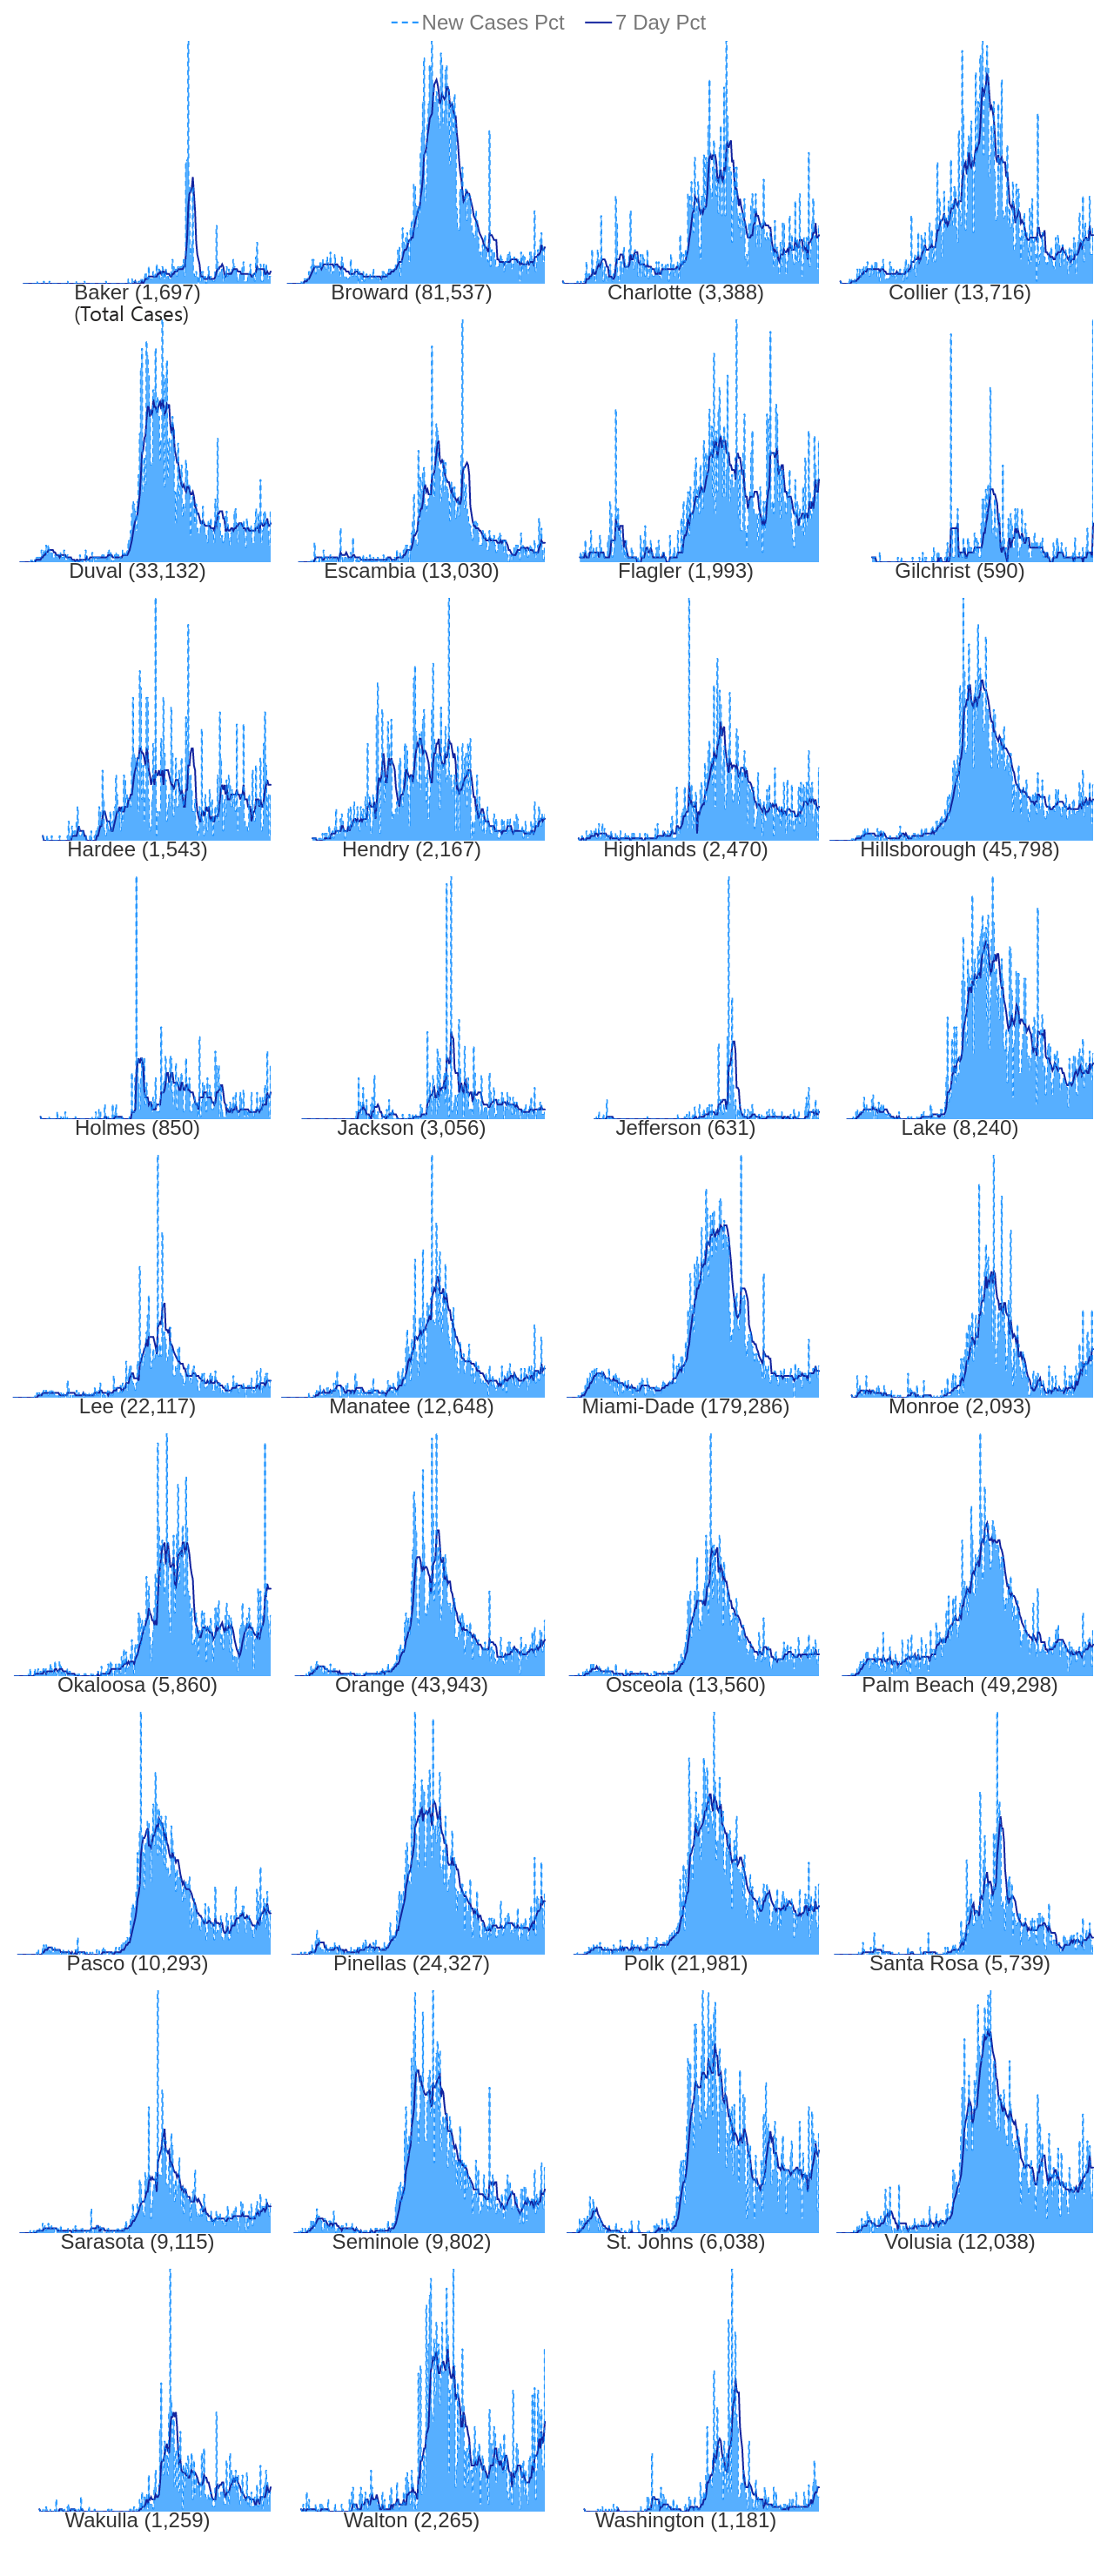 New Cases Pct 7 Day Pct
Baker (1,697) Broward (81,537) Charlotte (3,388) Collier (13,716)
(Total Cases)
Duval (33,132) Escambia (13,030) Flagler (1,993) Gilchrist (590)
Hardee (1,543) Hendry (2,167) Highlands (2,470) Hillsborough (45,798)
Holmes (850) Jackson (3,056) Jefferson (631) Lake (8,240)
Lee (22,117) Manatee (12,648) Miami-Dade (179,286) Monroe (2,093)
Okaloosa (5,860) Orange (43,943) Osceola (13,560) Palm Beach (49,298)
Pasco (10,293) Pinellas (24,327) Polk (21,981) Santa Rosa (5,739)
Sarasota (9,115) Seminole (9,802) St. Johns (6,038) Volusia (12,038)
Wakulla (1,259) Walton (2,265) Washington (1,181)